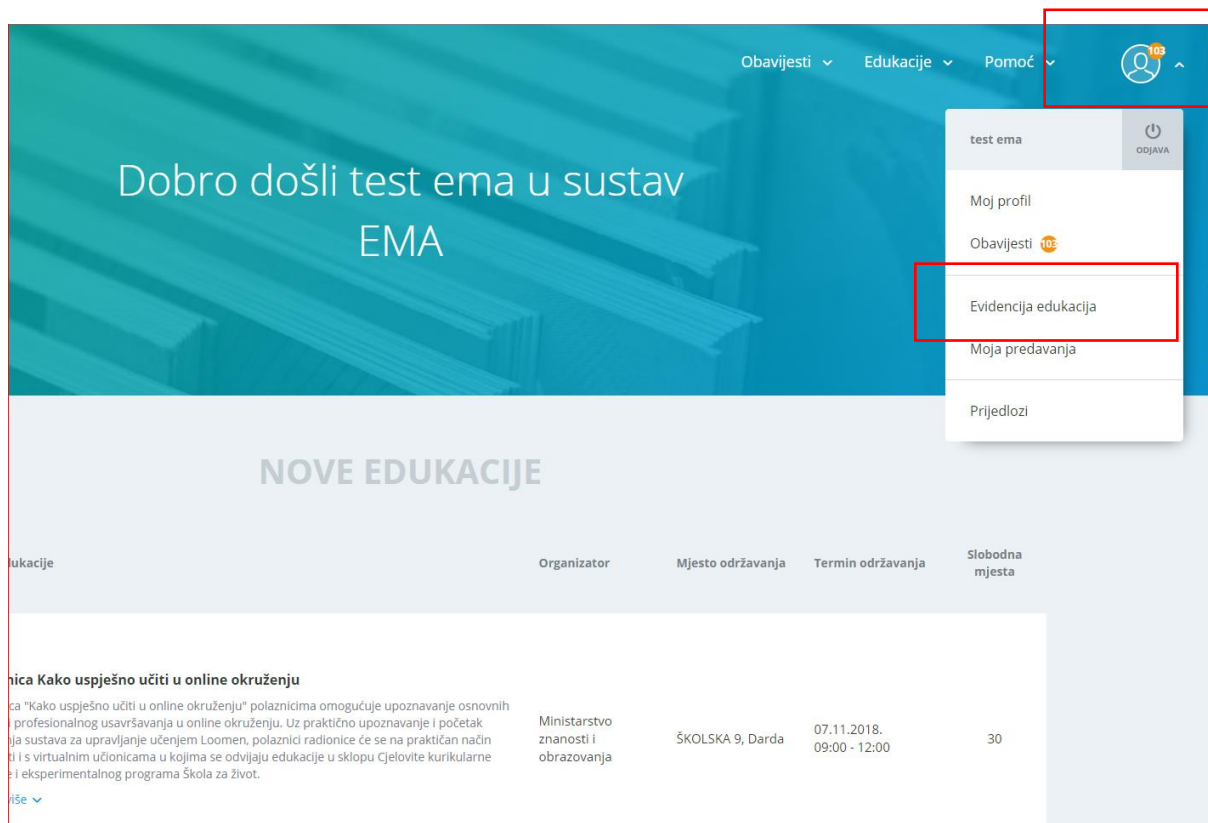 Obavijesti
Edukacije
Pomoć
103
test ema
ODJAVA
Dobro došli test ema u sustav
EMA
Moj profil
Obavijesti 103
Evidencija edukacija
Moja predavanja
Prijedlozi
NOVE EDUKACIJE
dukacije
Organizator
Mjesto održavanja
Termin održavanja
Slobodna
mjesta
nica Kako uspješno učiti u online okruženju
ca "Kako uspješno učiti u online okruženju" polaznicima omogućuje upoznavanje osnovnih
i profesionalnog usavršavanja u online okruženju. Uz praktično upoznavanje i početak
nja sustava za upravljanje učenjem Loomen, polaznici radionice će se na praktičan način
ti i s virtualnim učionicama u kojima se odvijaju edukacije u sklopu Cjelovite kurikularne
e i eksperimentalnog programa Škola za život.
više
Ministarstvo
znanosti i
obrazovanja
ŠKOLSKA 9, Darda
07.11.2018.
09:00 - 12:00
30